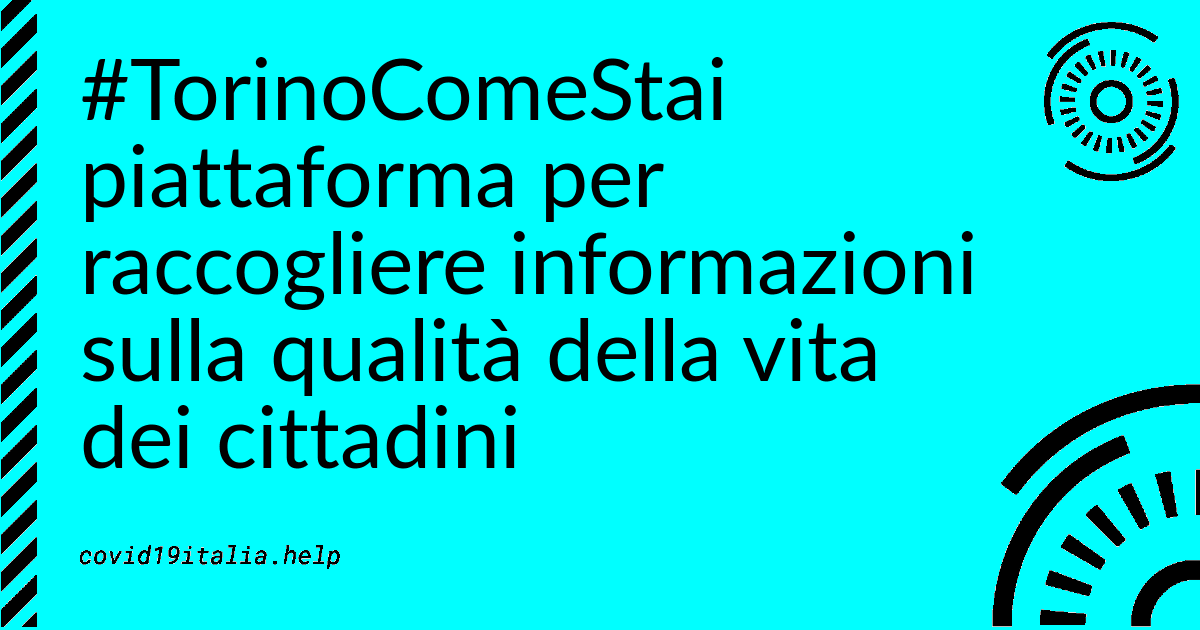 #TorinoComeStai
piattaforma per
raccogliere informazioni
sulla qualità della vita
dei cittadini
covid19italia.help